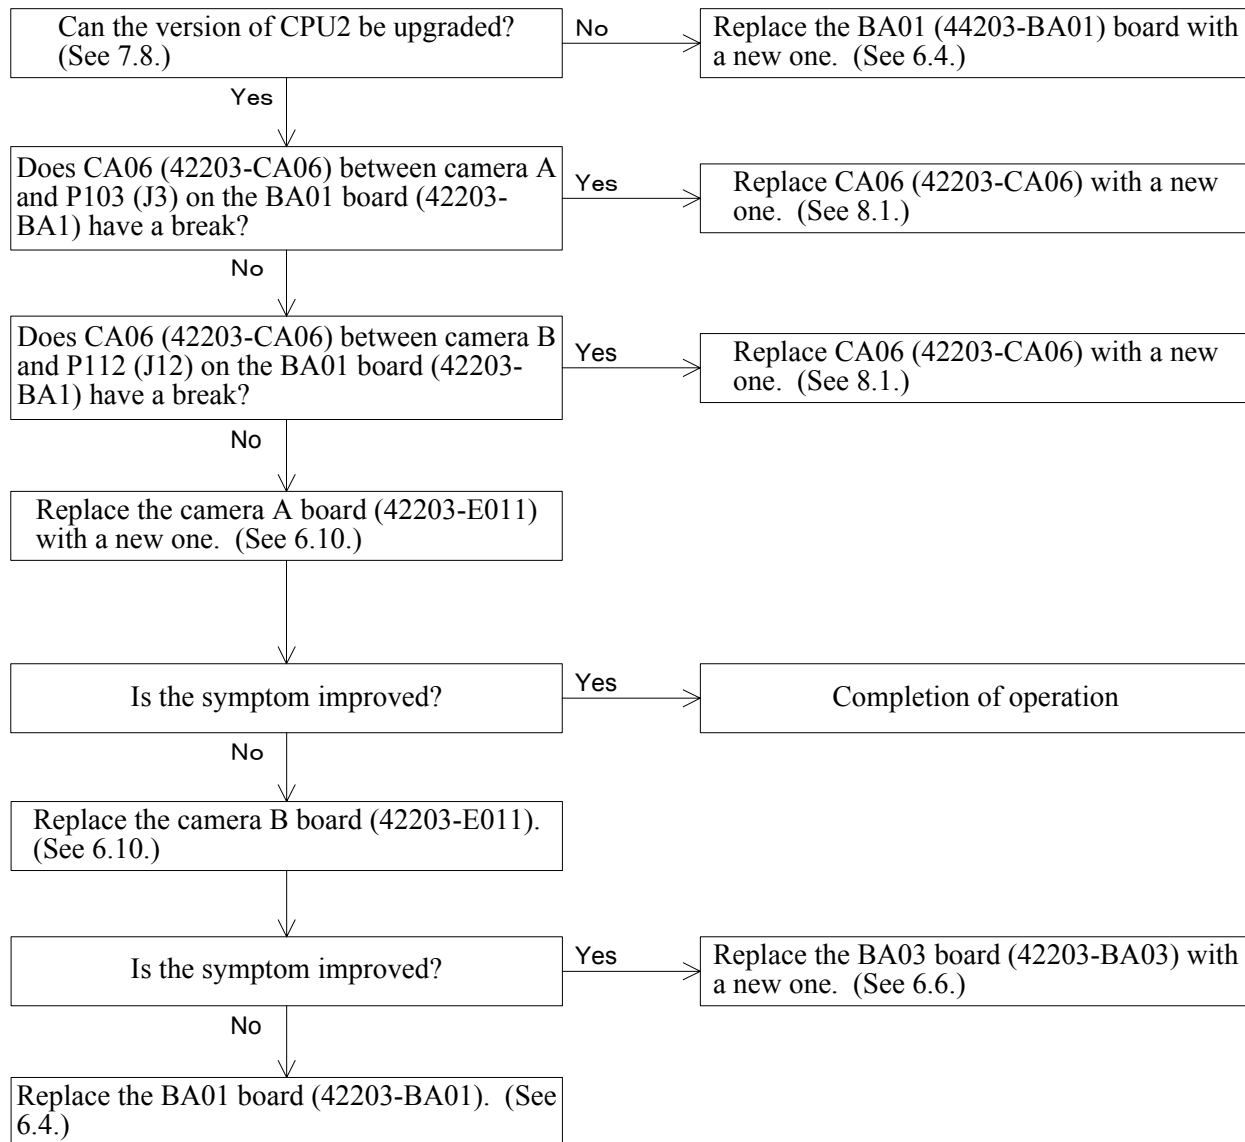 Can the version of CPU2 be upgraded?
(See 7.8.)
No
Replace the BA01 (44203-BA01) board with
a new one. (See 6.4.)
Yes
Does CA06 (42203-CA06) between camera A
and P103 (J3) on the BA01 board (42203-
BA1) have a break?
Yes
Replace CA06 (42203-CA06) with a new
one. (See 8.1.)
No
Does CA06 (42203-CA06) between camera B
and P112 (J12) on the BA01 board (42203-
BA1) have a break?
Yes
Replace CA06 (42203-CA06) with a new
one. (See 8.1.)
No
Replace the camera A board (42203-E011)
with a new one. (See 6.10.)
Is the symptom improved?
Yes
Completion of operation
No
Replace the camera B board (42203-E011).
(See 6.10.)
Is the symptom improved?
Yes
Replace the BA03 board (42203-BA03) with
a new one. (See 6.6.)
No
Replace the BA01 board (42203-BA01). (See
6.4.)